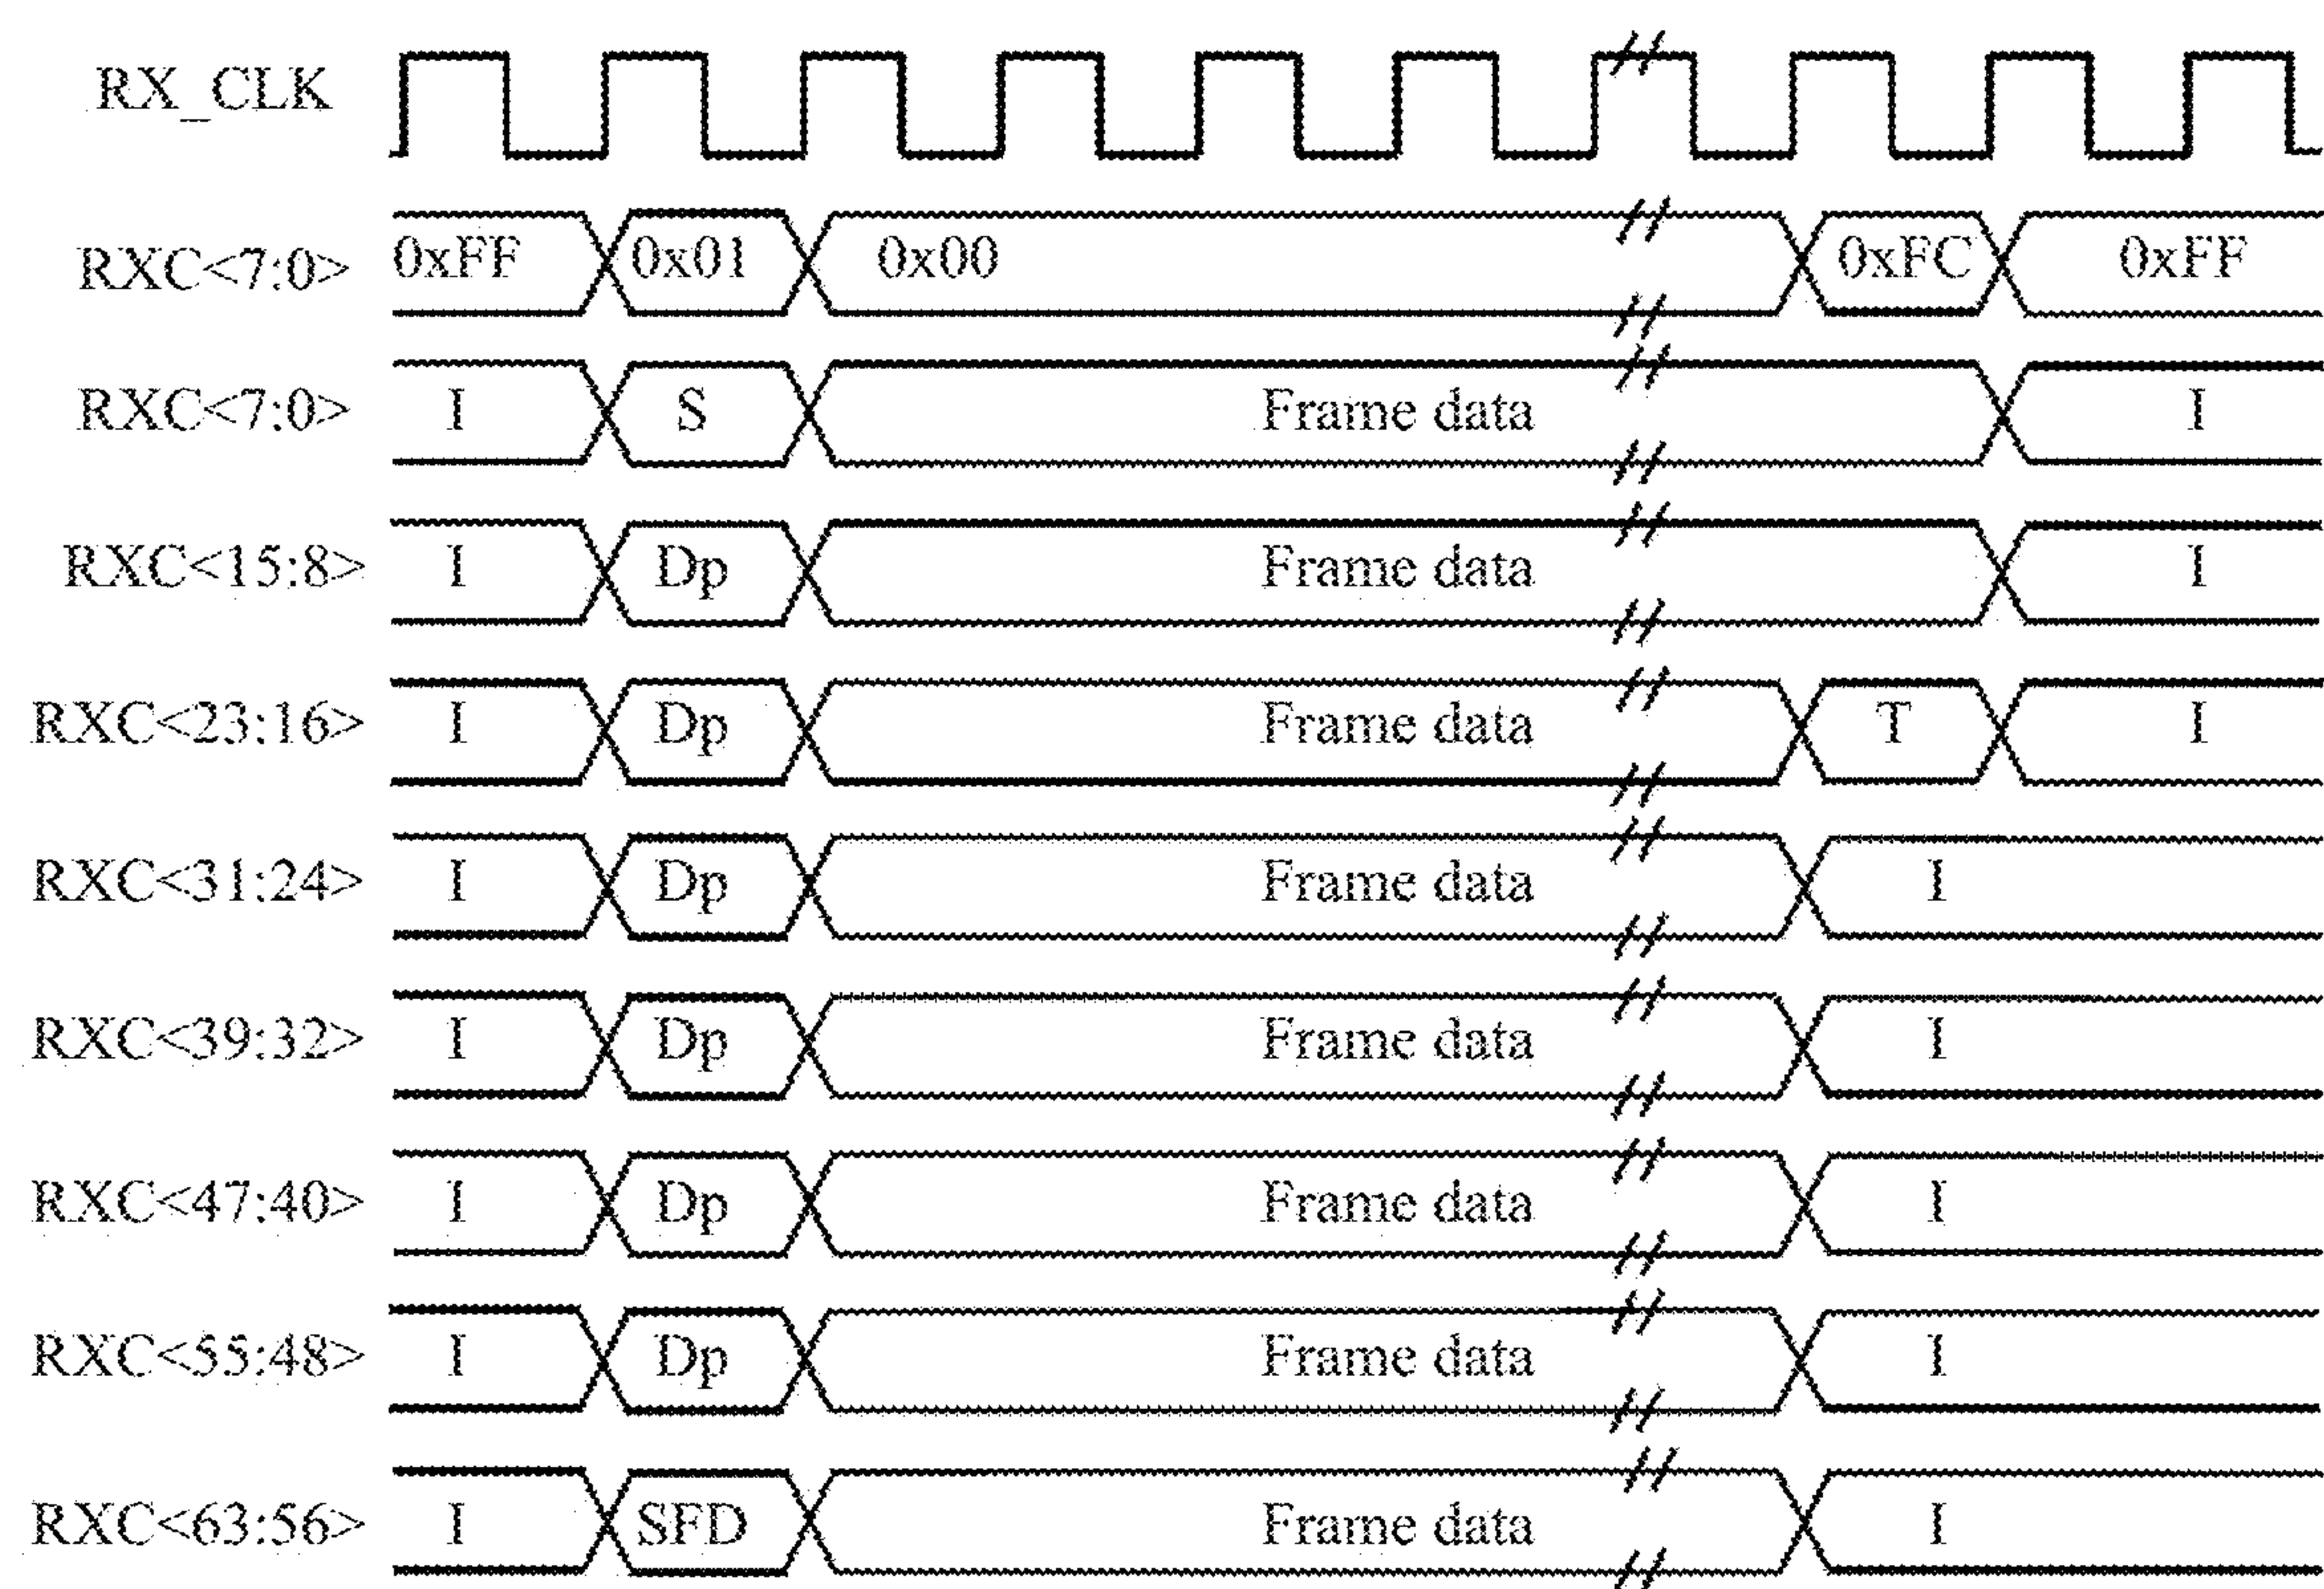 RX_CLK
RXC<7:0> 0xFF 0x01 0x00 0xFC 0xFF
RXC<7:0> I S Frame data I
RXC<15:8> I Dp Frame data I
RXC<23:16> I Dp Frame data T I
RXC<31:24> I Dp Frame data I
RXC<39:32> I Dp Frame data I
RXC<47:40> I Dp Frame data I
RXC<55:48> I Dp Frame data I
RXC<63:56> I SFD Frame data I